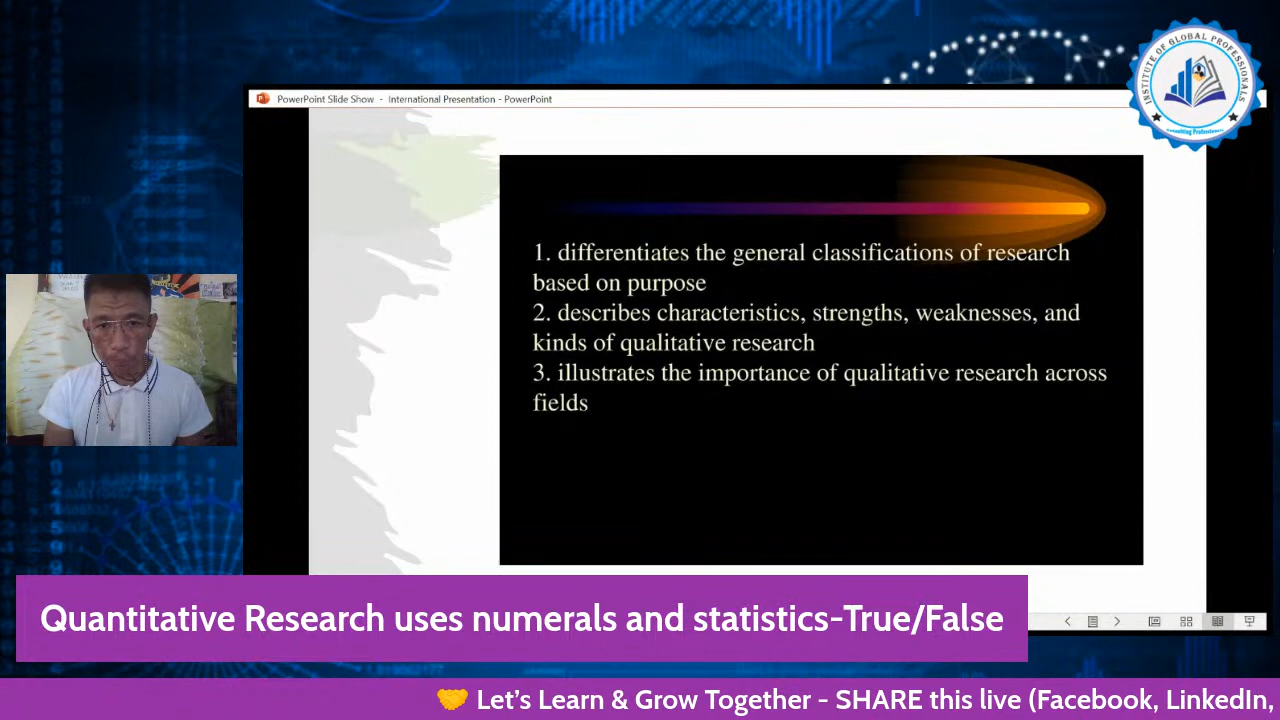 PowerPoint Slide Show - International Presentation - PowerPoint
INSTITUTE OF GLOBAL PROFESSIONALS
Consulting Professionals
1. differentiates the general classifications of research
based on purpose
2. describes characteristics, strengths, weaknesses, and
kinds of qualitative research
3. illustrates the importance of qualitative research across
fields
Quantitative Research uses numerals and statistics-True/False
🤝 Let's Learn & Grow Together - SHARE this live (Facebook, LinkedIn,